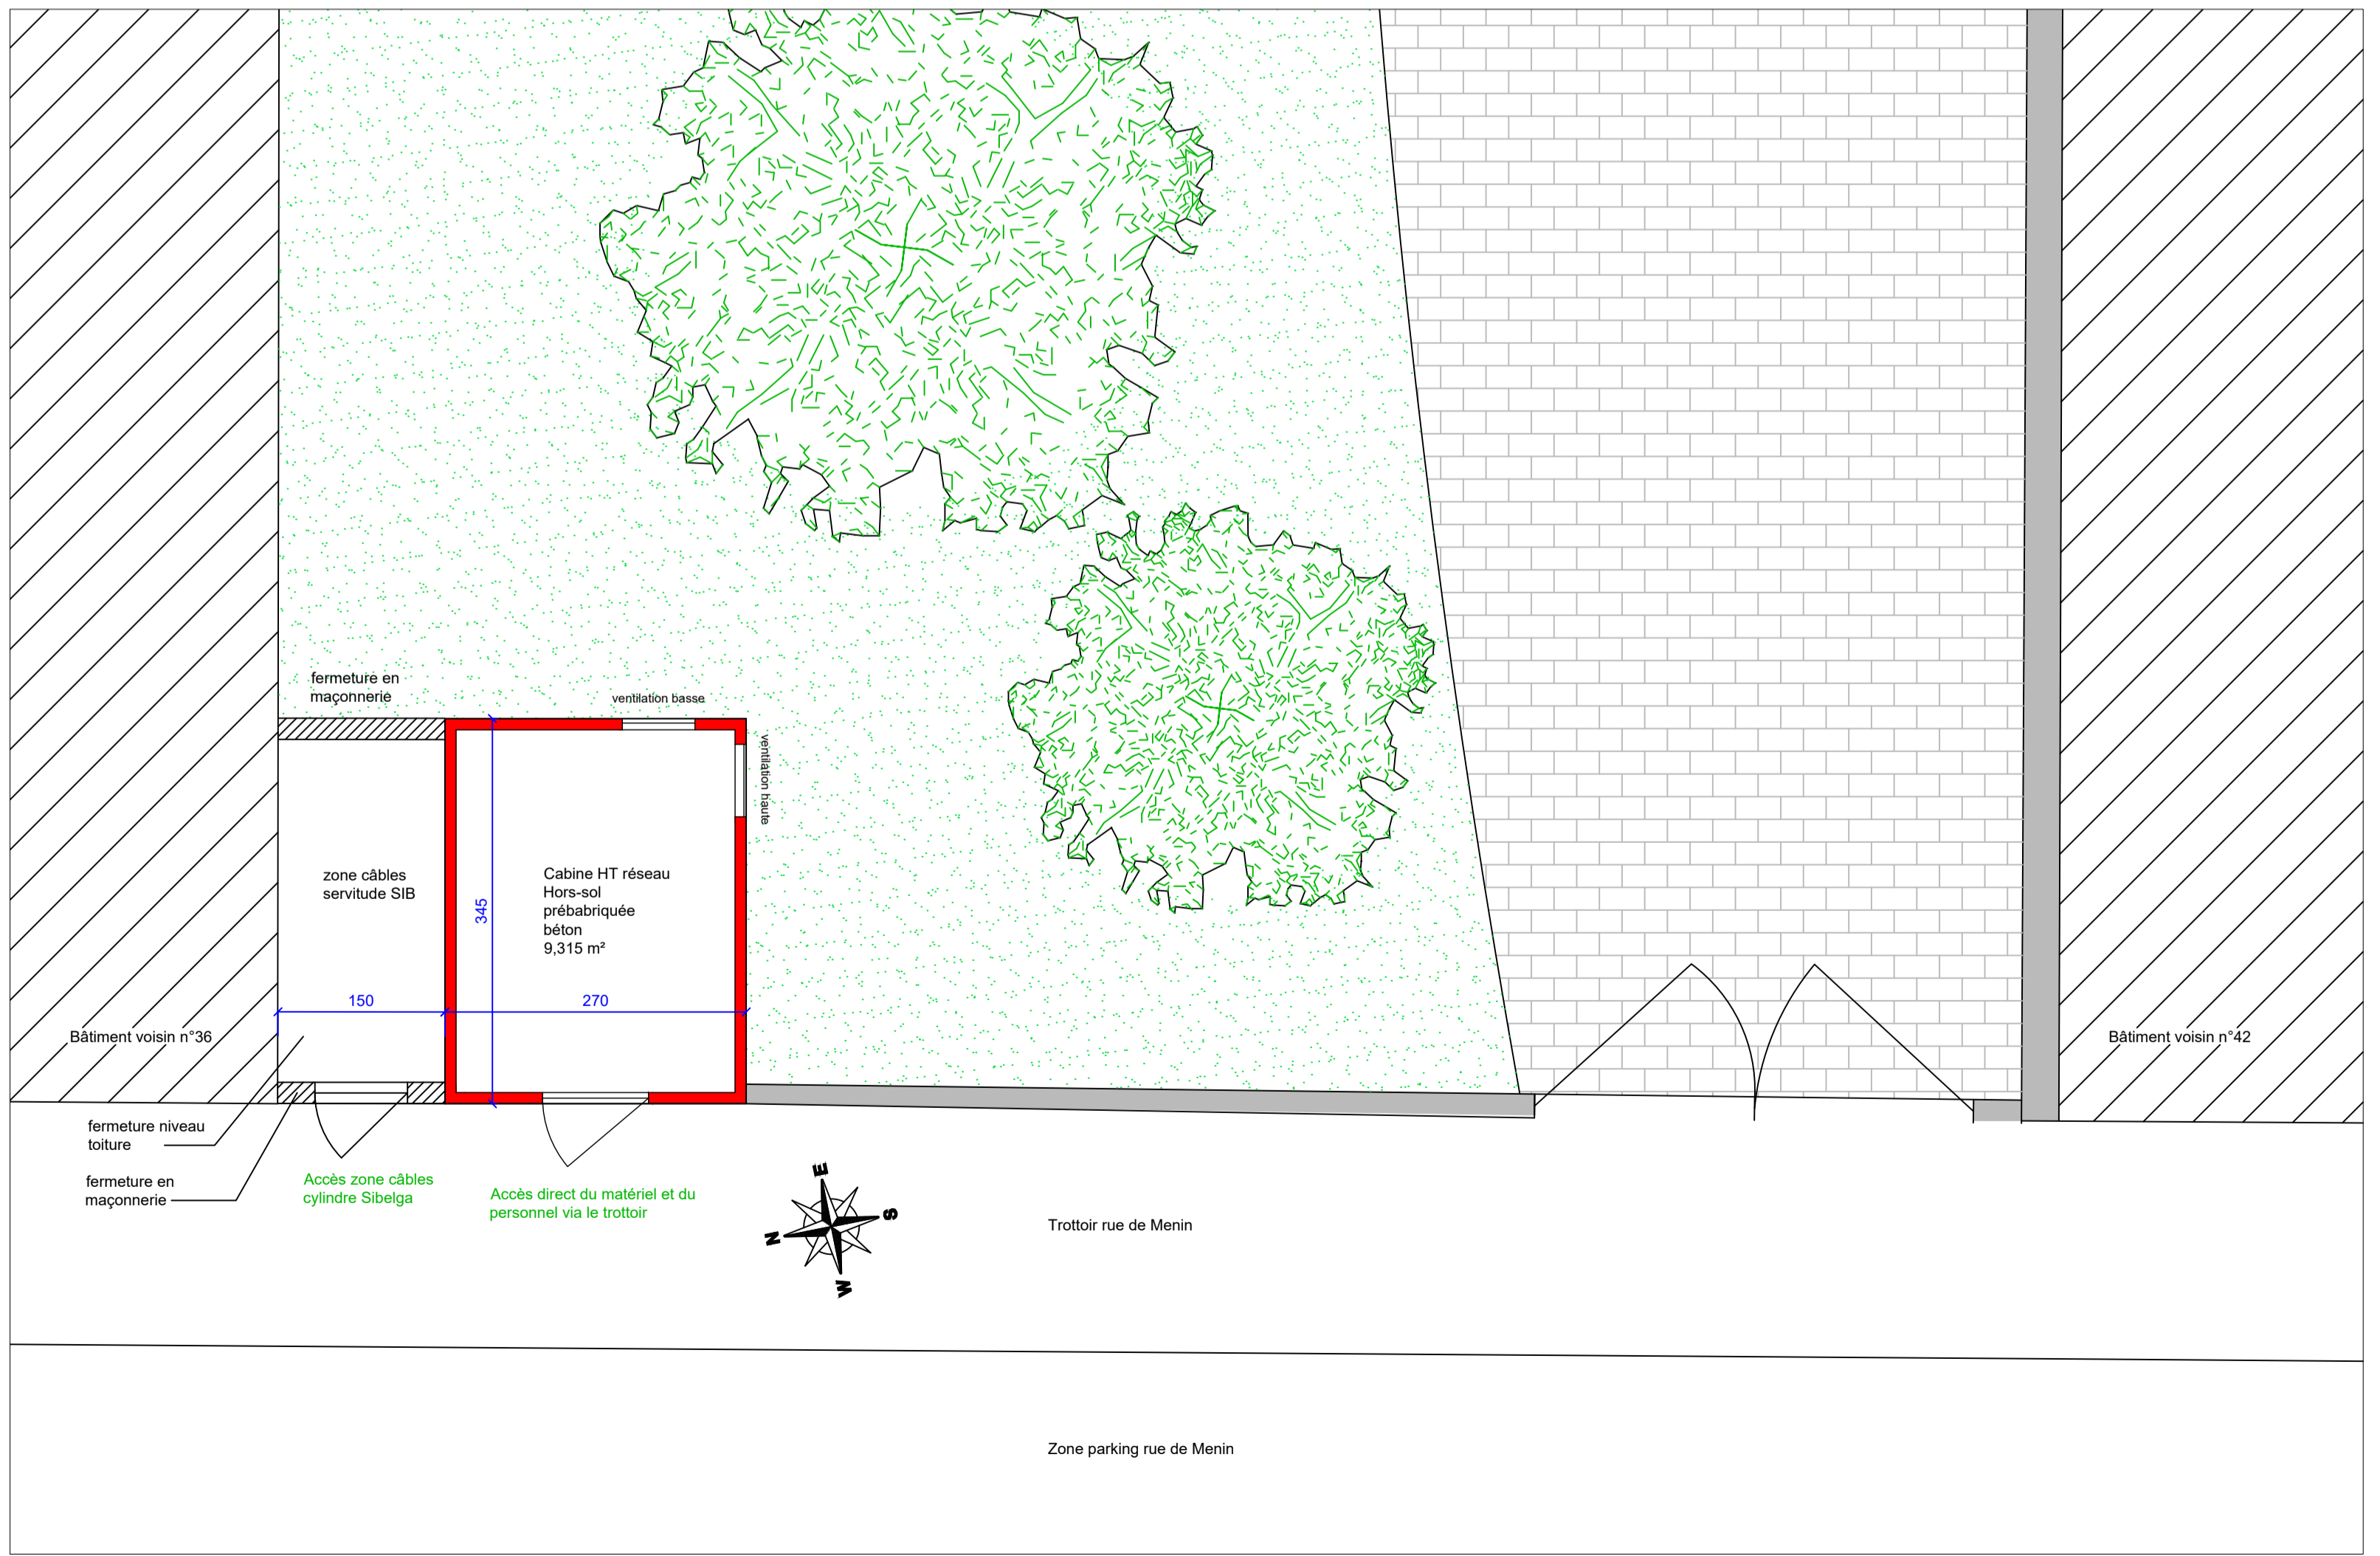 fermeture en
maçonnerie
ventilation basse
ventilation haute
zone câbles
servitude SIB
345
Cabine HT réseau
Hors-sol
prébabriquée
béton
9,315 m²
150
270
Bâtiment voisin n°36
Bâtiment voisin n°42
fermeture niveau
toiture
fermeture en
maçonnerie
Accès zone câbles
cylindre Sibelga
Accès direct du matériel et du
personnel via le trottoir
E
S
N
W
Trottoir rue de Menin
Zone parking rue de Menin